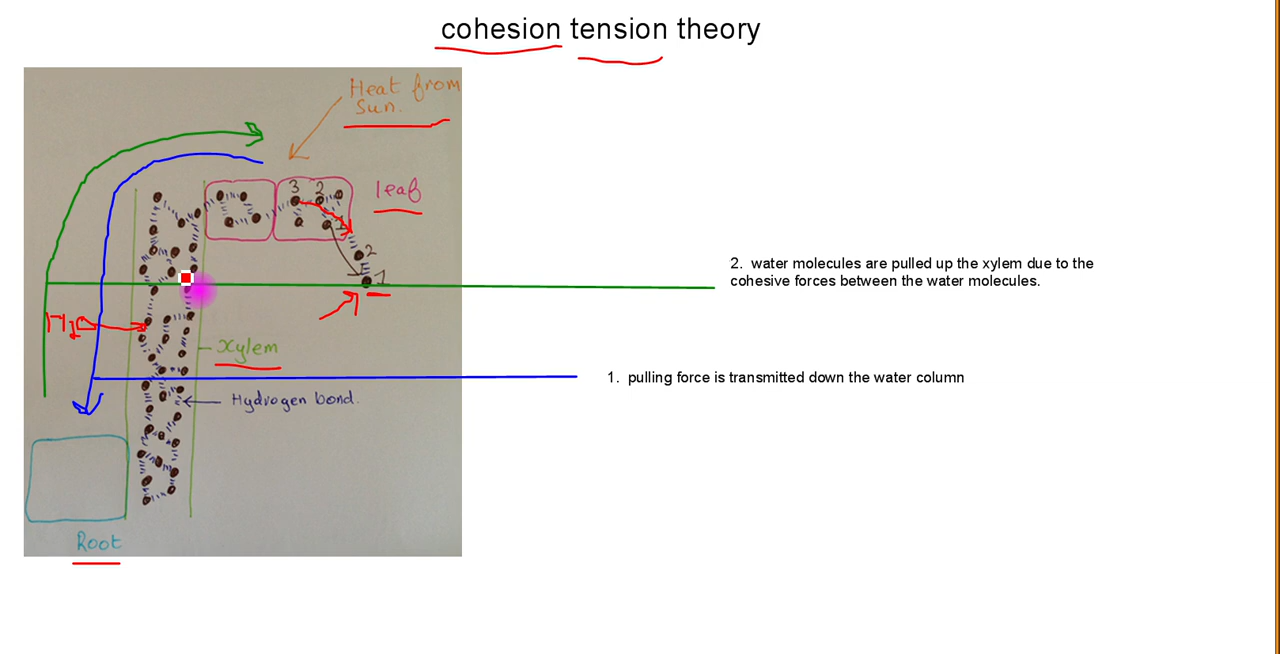 cohesion tension theory
Heat from
Sun.
3 2
leaf
1
2
1
2. water molecules are pulled up the xylem due to the
cohesive forces between the water molecules.
H2O
Xylem
1. pulling force is transmitted down the water column
Hydrogen bond.
Root